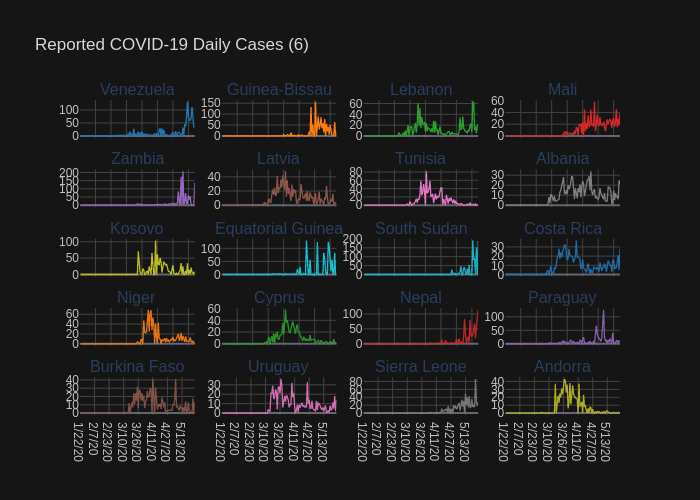 Reported COVID-19 Daily Cases (6)
Venezuela Guinea-Bissau Lebanon Mali
100 50 0 150 100 50 0 60 40 20 0 60 40 20 0
Zambia Latvia Tunisia Albania
200 150 100 50 0 40 20 0 80 60 40 20 0 30 20 10 0
Kosovo Equatorial Guinea South Sudan Costa Rica
100 50 0 100 50 0 200 150 100 50 0 30 20 10 0
Niger Cyprus Nepal Paraguay
60 40 20 0 60 40 20 0 100 50 0 100 50 0
Burkina Faso Uruguay Sierra Leone Andorra
40 30 20 10 0 30 20 10 0 80 60 40 20 0 40 30 20 10 0
1/22/20 2/7/20 2/23/20 3/10/20 3/26/20 4/11/20 4/27/20 5/13/20 1/22/20 2/7/20 2/23/20 3/10/20 3/26/20 4/11/20 4/27/20 5/13/20 1/22/20 2/7/20 2/23/20 3/10/20 3/26/20 4/11/20 4/27/20 5/13/20 1/22/20 2/7/20 2/23/20 3/10/20 3/26/20 4/11/20 4/27/20 5/13/20